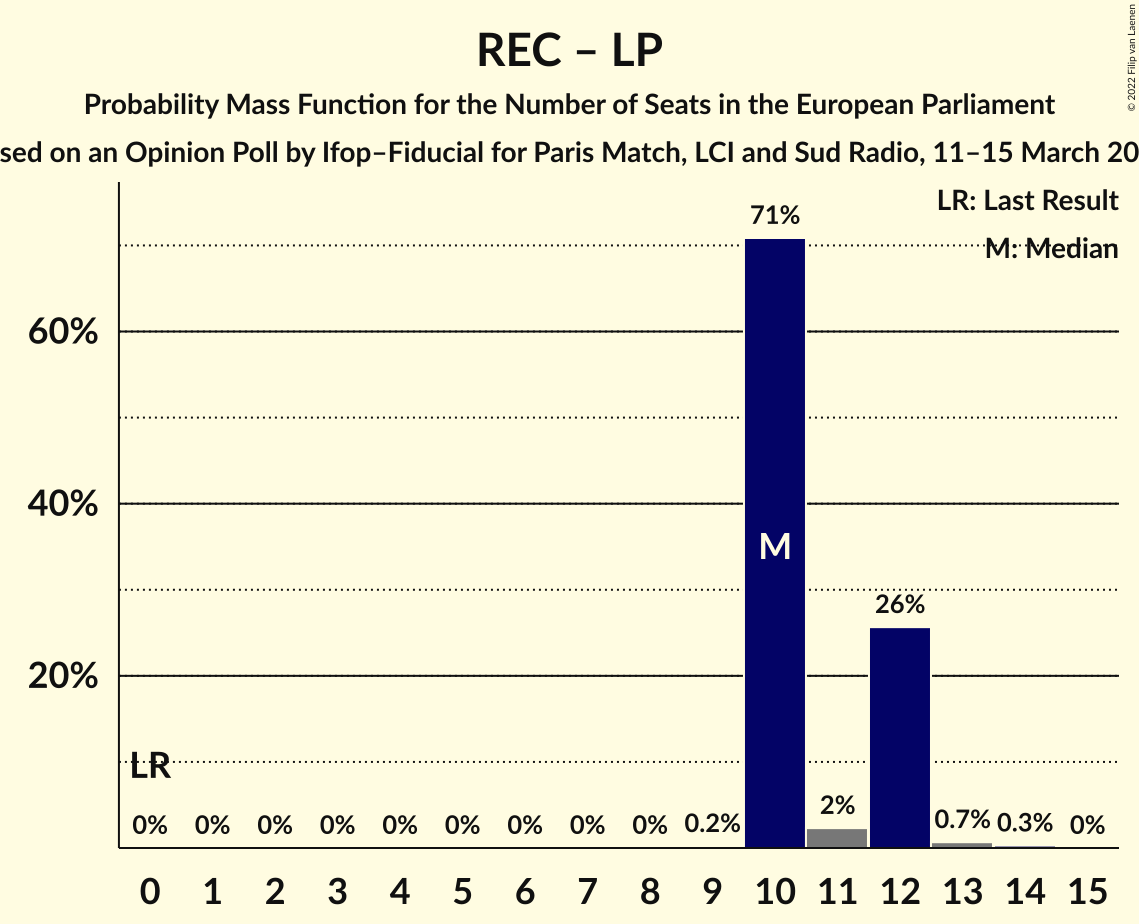 REC – LP
Probability Mass Function for the Number of Seats in the European Parliament
sed on an Opinion Poll by Ifop–Fiducial for Paris Match, LCI and Sud Radio, 11–15 March 20
© 2022 Filip van Laenen
LR: Last Result
M: Median
71%
60%
40%
M
26%
20%
LR
0% 0% 0% 0% 0% 0% 0% 0% 0% 0.2% 2% 0.7% 0.3% 0%
0 1 2 3 4 5 6 7 8 9 10 11 12 13 14 15